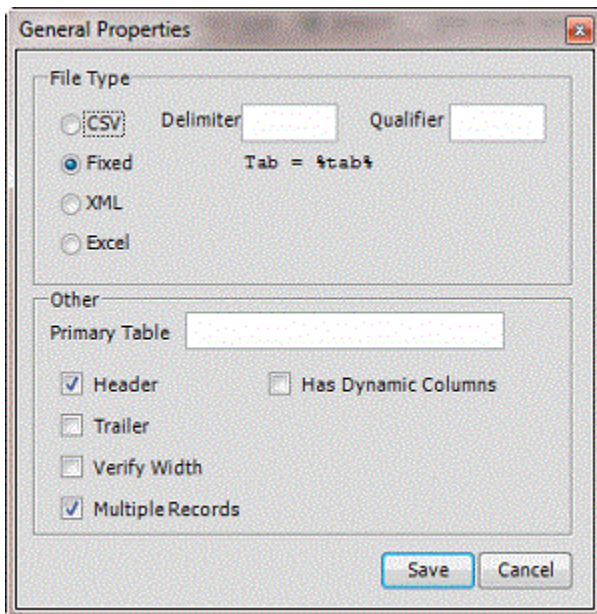 General Properties
File Type
CSV Delimiter Qualifier
Fixed Tab = %tab%
XML
Excel
Other
Primary Table
Header Has Dynamic Columns
Trailer
Verify Width
Multiple Records
Save Cancel